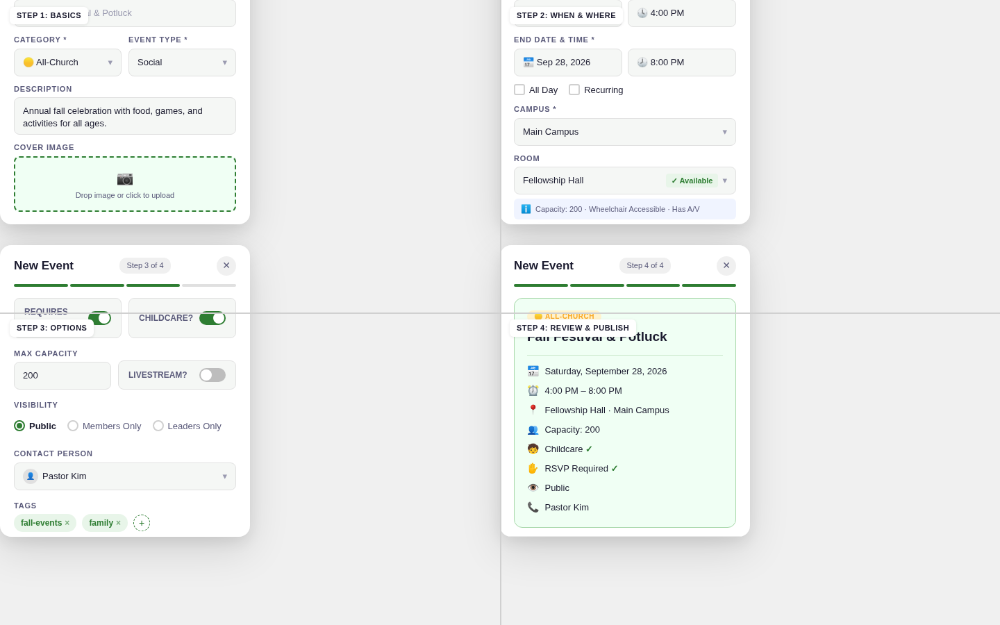 STEP 1: BASICS
l & Potluck
CATEGORY *
EVENT TYPE *
All-Church
Social
DESCRIPTION
Annual fall celebration with food, games, and
activities for all ages.
COVER IMAGE
Drop image or click to upload
STEP 2: WHEN & WHERE
4:00 PM
END DATE & TIME *
Sep 28, 2026
8:00 PM
All Day
Recurring
CAMPUS *
Main Campus
ROOM
Fellowship Hall
✓ Available
Capacity: 200 · Wheelchair Accessible · Has A/V
New Event
Step 3 of 4
REQUIRES
CHILDCARE?
STEP 3: OPTIONS
MAX CAPACITY
200
LIVESTREAM?
VISIBILITY
Public
Members Only
Leaders Only
CONTACT PERSON
Pastor Kim
TAGS
fall-events ×
family ×
+
New Event
Step 4 of 4
ALL-CHURCH
STEP 4: REVIEW & PUBLISH
Fall Festival & Potluck
Saturday, September 28, 2026
4:00 PM – 8:00 PM
Fellowship Hall · Main Campus
Capacity: 200
Childcare ✓
RSVP Required ✓
Public
Pastor Kim